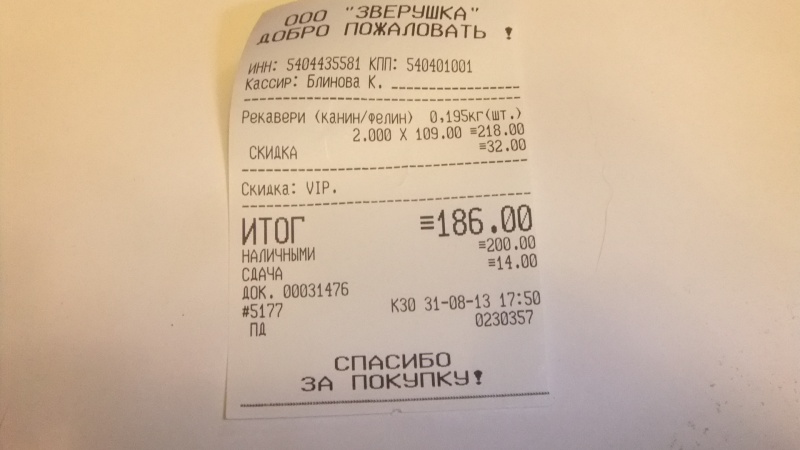 ООО "ЗВЕРУШКА"
ДОБРО ПОЖАЛОВАТЬ !
ИНН: 5404435581 КПП: 540401001
Кассир: Блинова К. ________________
Рекавери (канин/фелин) 0,195кг(шт.)
2.000 X 109.00 ≡218.00
СКИДКА ≡32.00
Скидка: VIP.
ИТОГ ≡186.00
НАЛИЧНЫМИ ≡200.00
СДАЧА ≡14.00
ДОК. 00031476
#5177 К30 31-08-13 17:50
ПД 0230357
СПАСИБО
ЗА ПОКУПКУ!